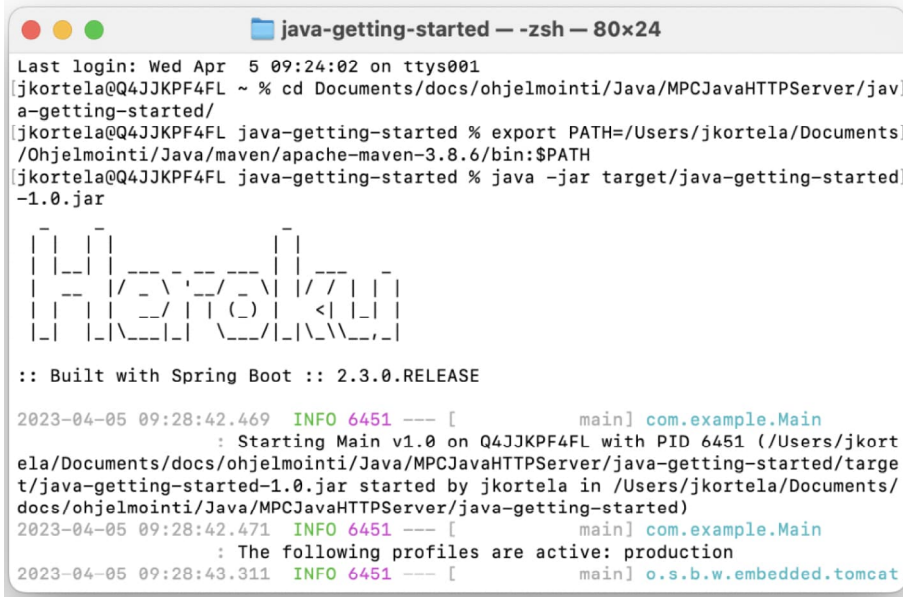 java-getting-started — -zsh — 80×24
Last login: Wed Apr  5 09:24:02 on ttys001
[jkortela@Q4JJKPF4FL ~ % cd Documents/docs/ohjelmointi/Java/MPCJavaHTTPServer/jav]
a-getting-started/
[jkortela@Q4JJKPF4FL java-getting-started % export PATH=/Users/jkortela/Documents]
/Ohjelmointi/Java/maven/apache-maven-3.8.6/bin:$PATH
[jkortela@Q4JJKPF4FL java-getting-started % java -jar target/java-getting-started]
-1.0.jar
Heroku
:: Built with Spring Boot :: 2.3.0.RELEASE
2023-04-05 09:28:42.469  INFO 6451 --- [           main] com.example.Main
: Starting Main v1.0 on Q4JJKPF4FL with PID 6451 (/Users/jkort
ela/Documents/docs/ohjelmointi/Java/MPCJavaHTTPServer/java-getting-started/targe
t/java-getting-started-1.0.jar started by jkortela in /Users/jkortela/Documents/
docs/ohjelmointi/Java/MPCJavaHTTPServer/java-getting-started)
2023-04-05 09:28:42.471  INFO 6451 --- [           main] com.example.Main
: The following profiles are active: production
2023-04-05 09:28:43.311  INFO 6451 --- [           main] o.s.b.w.embedded.tomcat